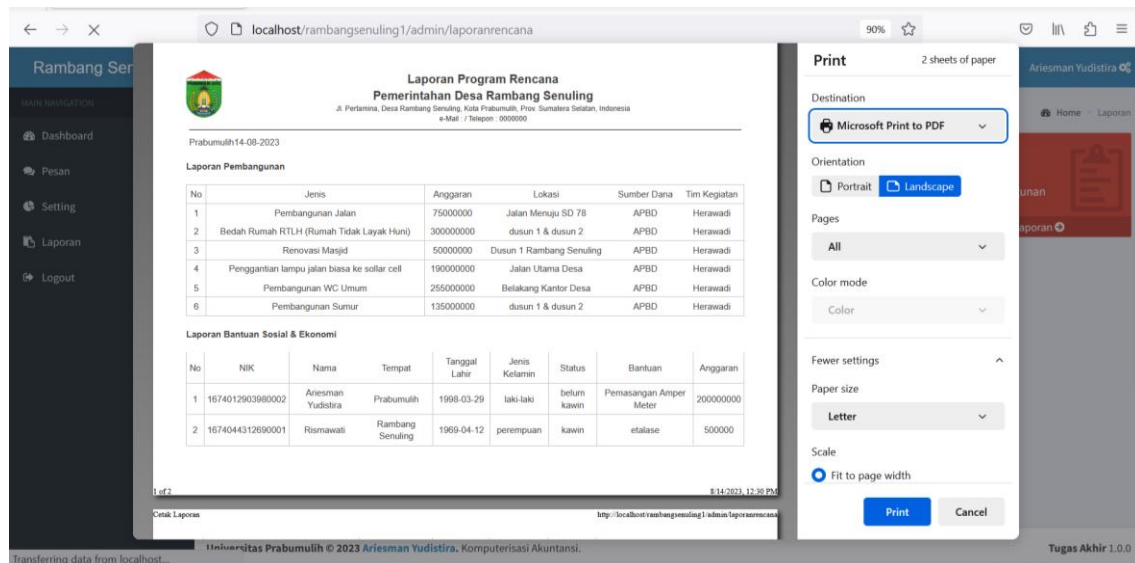 localhost/rambangsenuling1/admin/laporanrencana
90%
Rambang Ser
Ariesman Yudistira
MAIN NAVIGATION
Dashboard
Pesan
Setting
Laporan
Logout
Home - Laporan
unan
aporan
Laporan Program Rencana
Pemerintahan Desa Rambang Senuling
Jl. Pertamina, Desa Rambang Senuling, Kota Prabumulih, Prov. Sumatera Selatan, Indonesia
e-Mail : / Telepon : 0000000
Prabumulih14-08-2023
Laporan Pembangunan
No Jenis Anggaran Lokasi Sumber Dana Tim Kegiatan
1 Pembangunan Jalan 75000000 Jalan Menuju SD 78 APBD Herawadi
2 Bedah Rumah RTLH (Rumah Tidak Layak Huni) 300000000 dusun 1 & dusun 2 APBD Herawadi
3 Renovasi Masjid 50000000 Dusun 1 Rambang Senuling APBD Herawadi
4 Penggantian lampu jalan biasa ke sollar cell 190000000 Jalan Utama Desa APBD Herawadi
5 Pembangunan WC Umum 255000000 Belakang Kantor Desa APBD Herawadi
6 Pembangunan Sumur 135000000 dusun 1 & dusun 2 APBD Herawadi
Laporan Bantuan Sosial & Ekonomi
No NIK Nama Tempat Tanggal Lahir Jenis Kelamin Status Bantuan Anggaran
1 1674012903980002 Ariesman Yudistira Prabumulih 1998-03-29 laki-laki belum kawin Pemasangan Amper Meter 200000000
2 1674044312690001 Rismawati Rambang Senuling 1969-04-12 perempuan kawin etalase 500000
1 of 2 8/14/2023, 12:30 PM
Cetak Laporan http://localhost/rambangsenuling1/admin/laporanrencana
Print 2 sheets of paper
Destination
Microsoft Print to PDF
Orientation
Portrait Landscape
Pages
All
Color mode
Color
Fewer settings
Paper size
Letter
Scale
Fit to page width
Print Cancel
Universitas Prabumulih © 2023 Ariesman Yudistira. Komputerisasi Akuntansi.
Tugas Akhir 1.0.0
Transferring data from localhost...